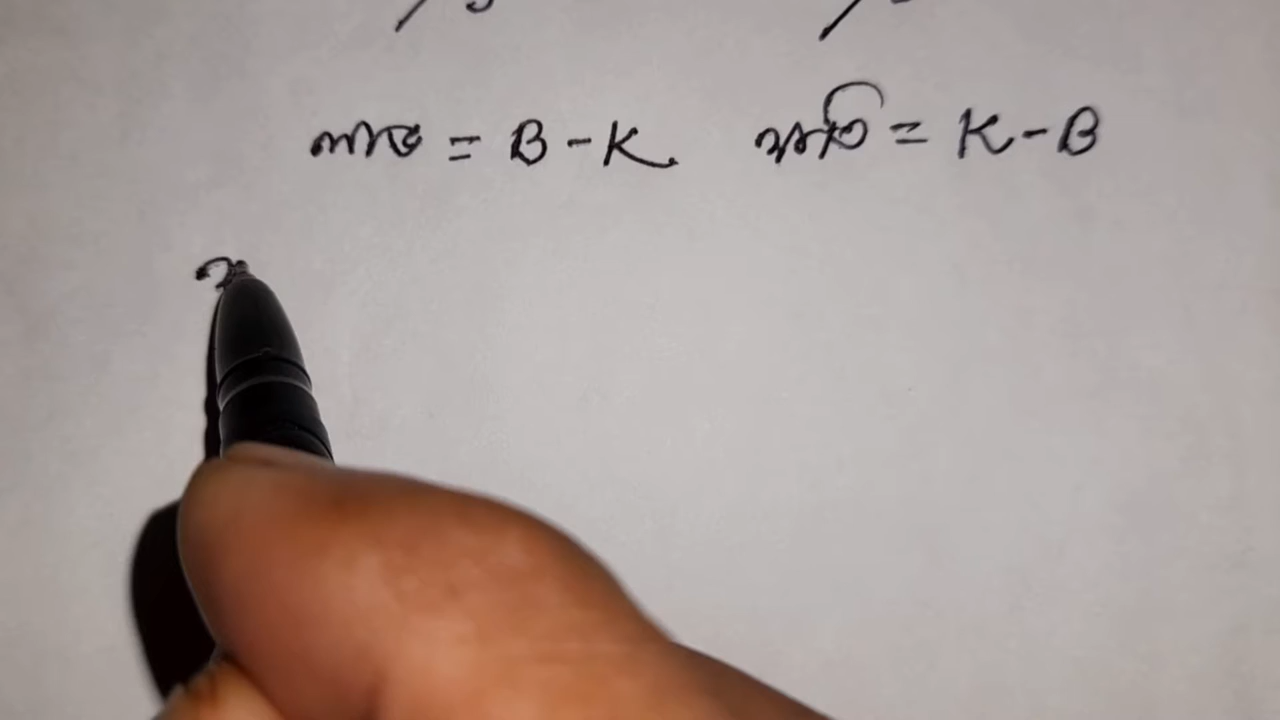 লাভ = B - K ক্ষতি = K - B